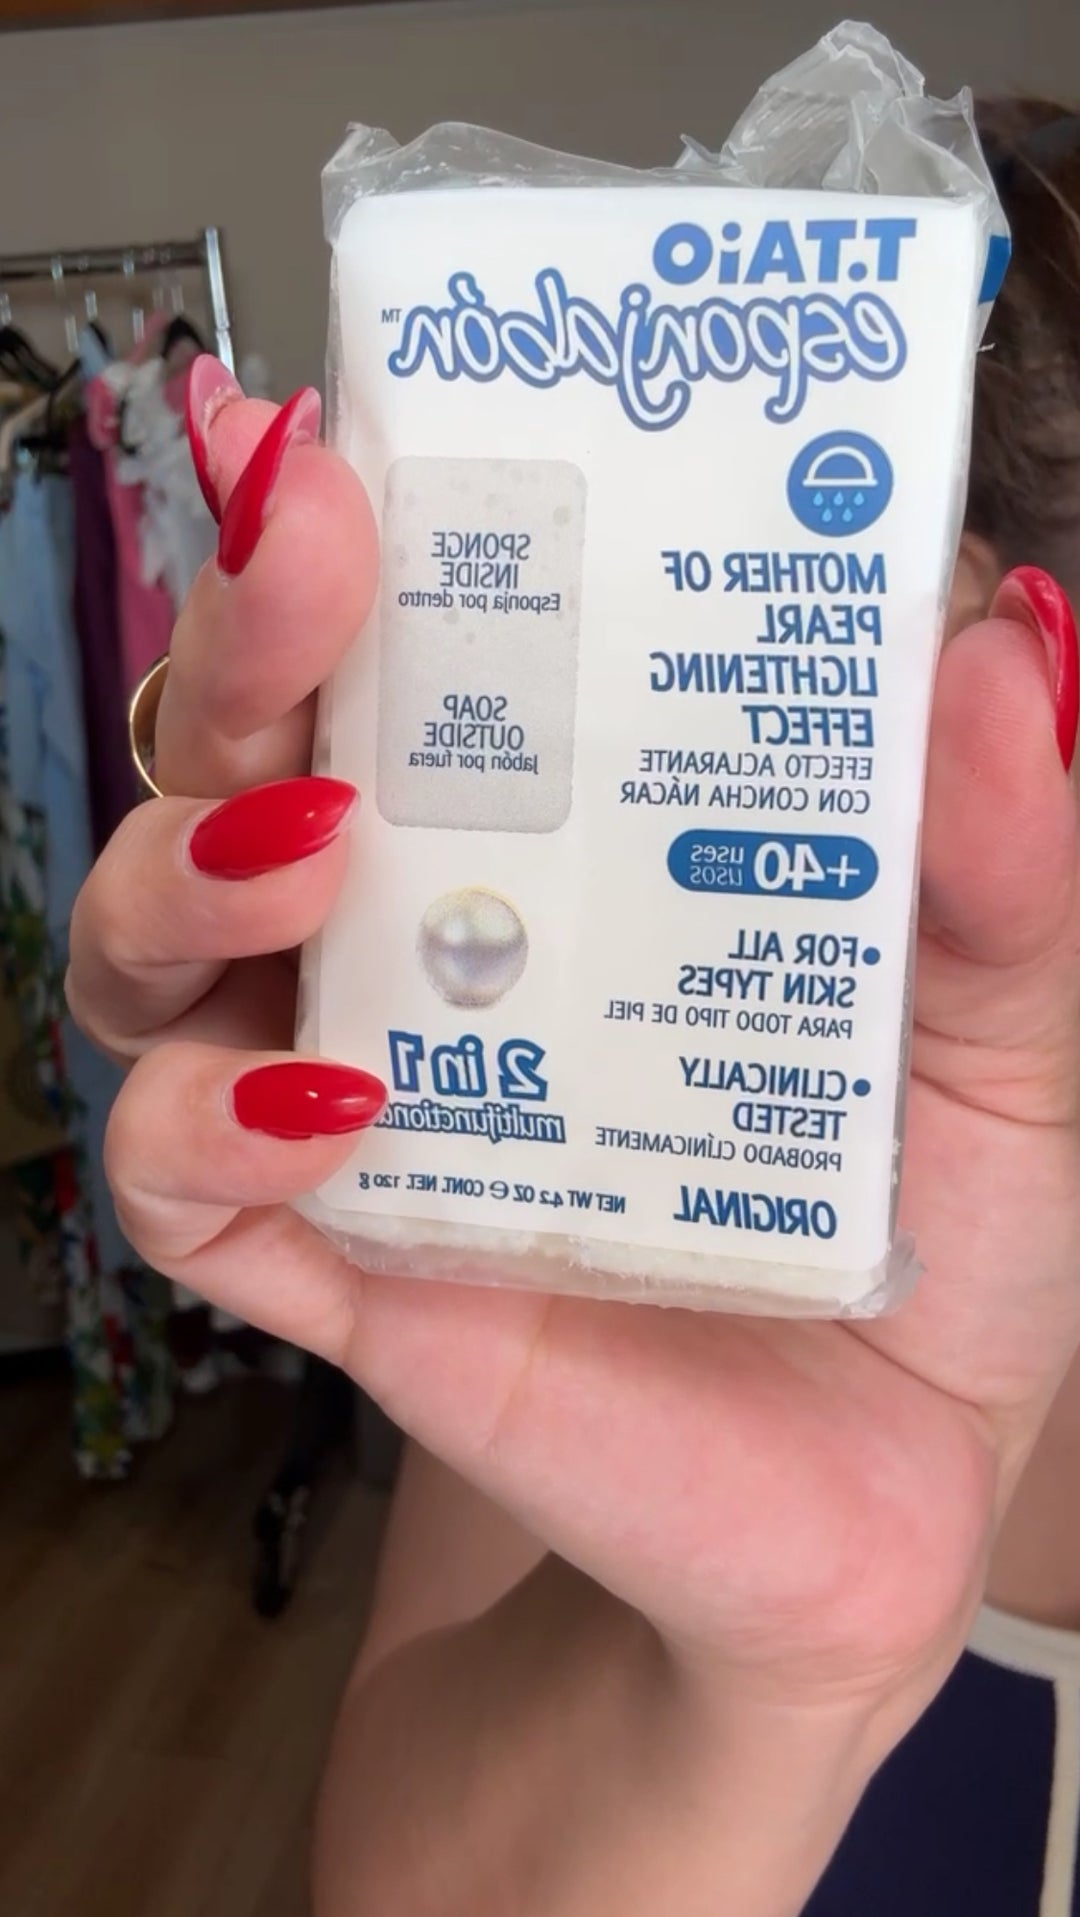 T.TAiO
esponjabón™
MOTHER OF
PEARL
LIGHTENING
EFFECT
EFECTO ACLARANTE
CON CONCHA NÁCAR
+40 uses
usos
•FOR ALL
SKIN TYPES
PARA TODO TIPO DE PIEL
•CLINICALLY
TESTED
PROBADO CLÍNICAMENTE
ORIGINAL
SPONGE
INSIDE
Esponja por dentro
SOAP
OUTSIDE
Jabón por fuera
2 in 1
multifunctional
NET WT 4.2 OZ ℮ CONT. NET. 120 g